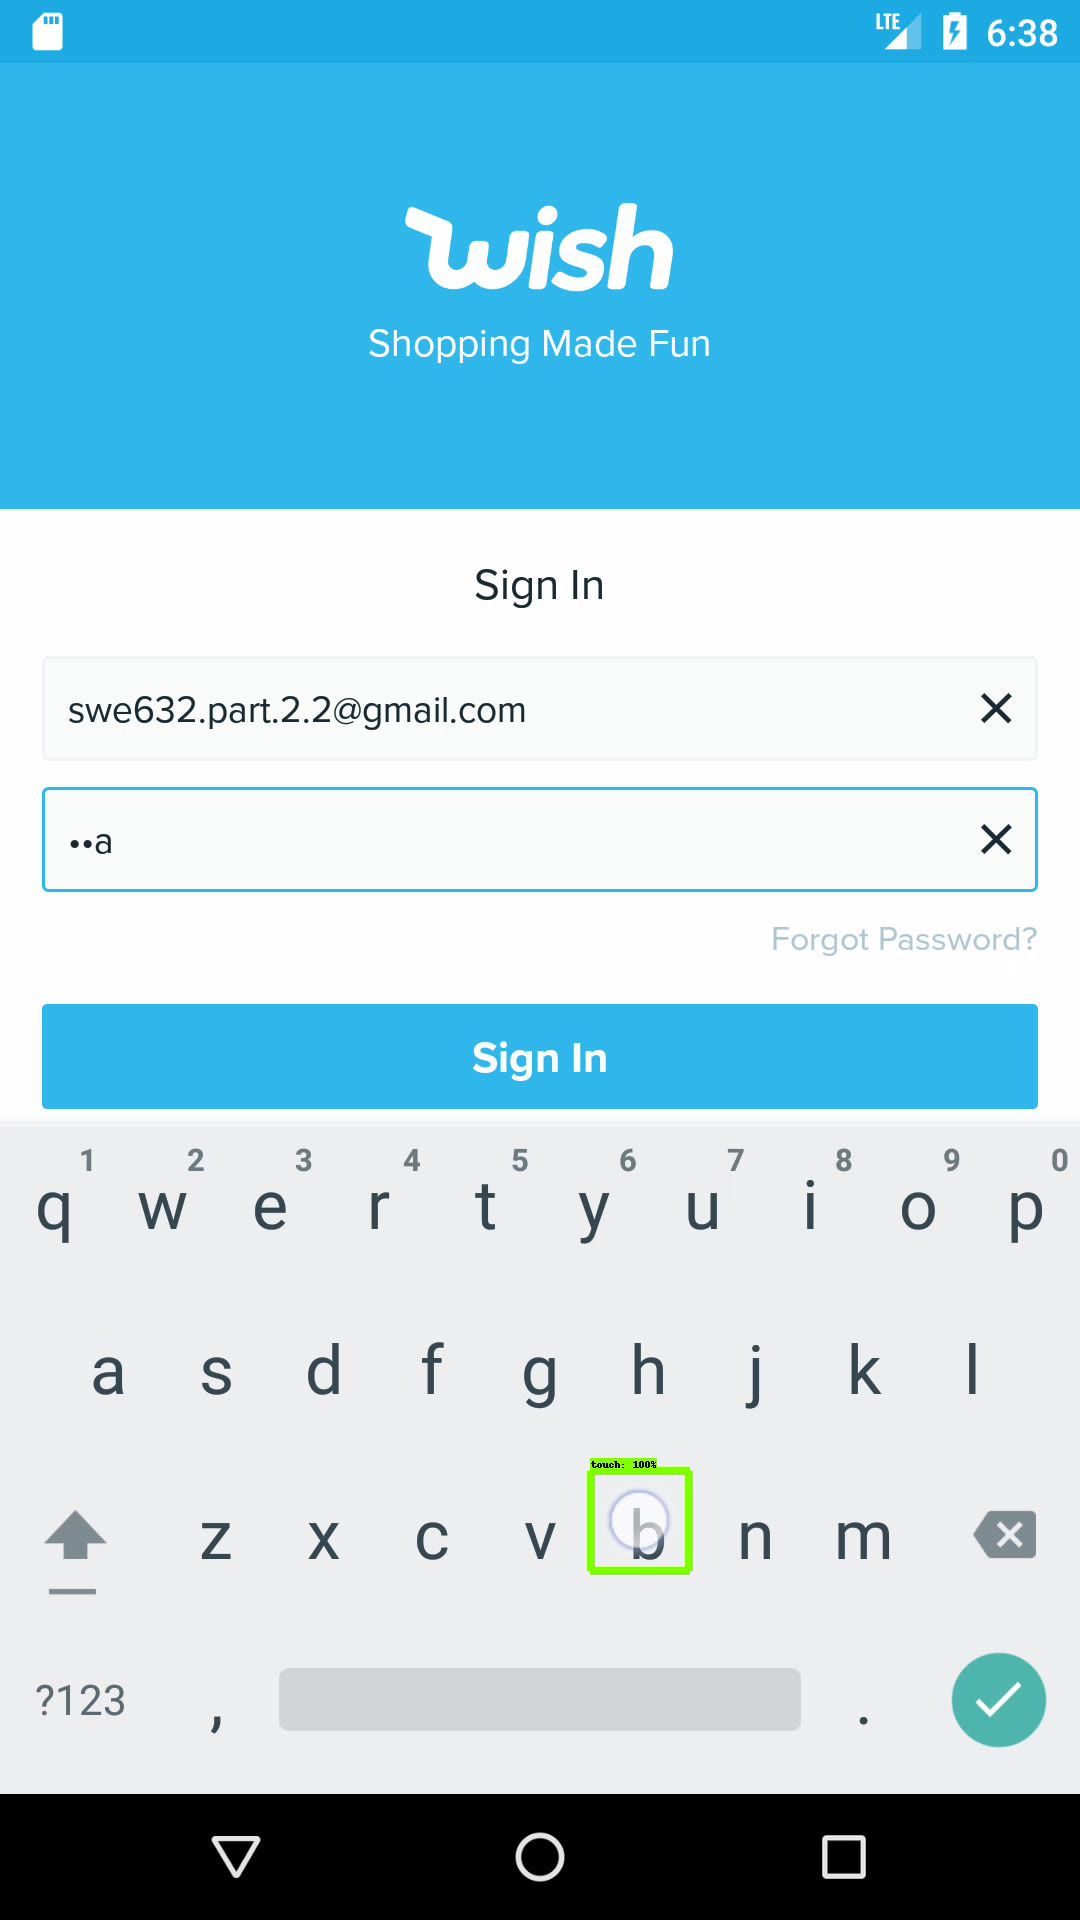 LTE 6:38
wish
Shopping Made Fun
Sign In
swe632.part.2.2@gmail.com
••a
Forgot Password?
Sign In
1 2 3 4 5 6 7 8 9 0
q w e r t y u i o p
a s d f g h j k l
touch: 100%
z x c v b n m
?123 , .